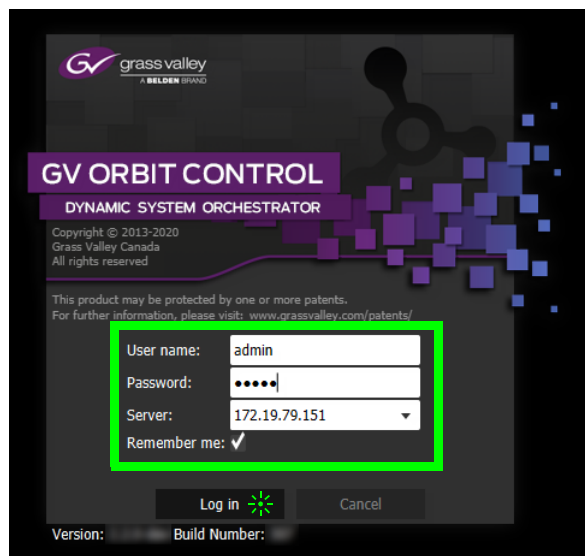 GV grass valley
A BELDEN BRAND
GV ORBIT CONTROL
DYNAMIC SYSTEM ORCHESTRATOR
Copyright © 2013-2020
Grass Valley Canada
All rights reserved
This product may be protected by one or more patents.
For further information, please visit: www.grassvalley.com/patents/
User name: admin
Password: ●●●●●
Server: 172.19.79.151
Remember me: ✓
Log in Cancel
Version: Build Number: